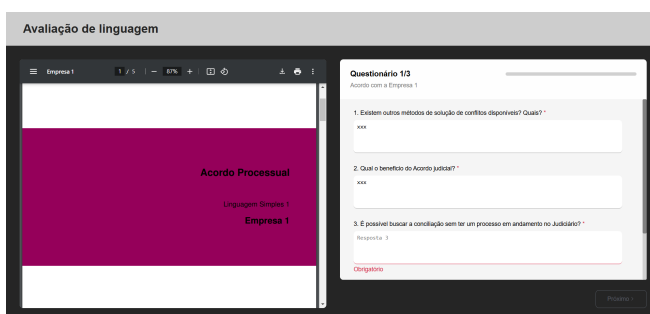 Avaliação de linguagem
Empresa 1
1 / 5
87%
Acordo Processual
Linguagem Simples 1
Empresa 1
Questionário 1/3
Acordo com a Empresa 1
1. Existem outros métodos de solução de conflitos disponíveis? Quais? *
xxx
2. Qual o benefício do Acordo judicial? *
xxx
3. É possível buscar a conciliação sem ter um processo em andamento no Judiciário? *
Resposta 3
Obrigatório
Próximo ›